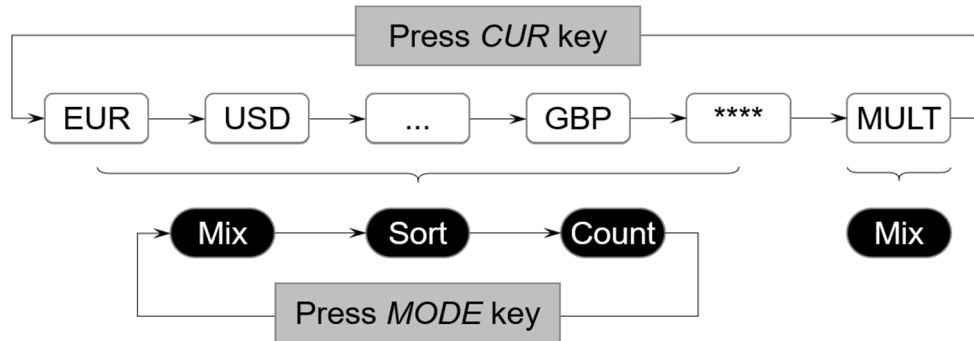 Press CUR key
EUR USD ... GBP **** MULT
Mix Sort Count Mix
Press MODE key